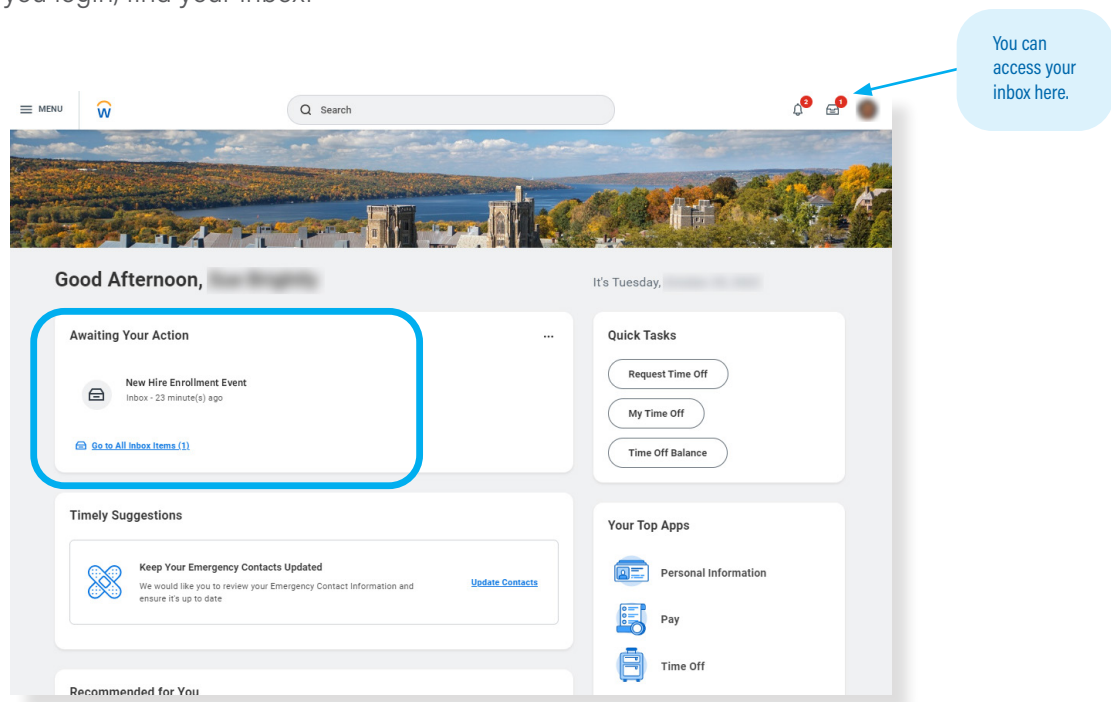 you login, find your inbox.
You can
access your
inbox here.
MENU
W
Search
2
1
Good Afternoon,
It's Tuesday,
Awaiting Your Action
...
New Hire Enrollment Event
Inbox - 23 minute(s) ago
Go to All Inbox Items (1)
Quick Tasks
Request Time Off
My Time Off
Time Off Balance
Timely Suggestions
Keep Your Emergency Contacts Updated
We would like you to review your Emergency Contact Information and
ensure it's up to date
Update Contacts
Your Top Apps
Personal Information
Pay
Time Off
Recommended for You